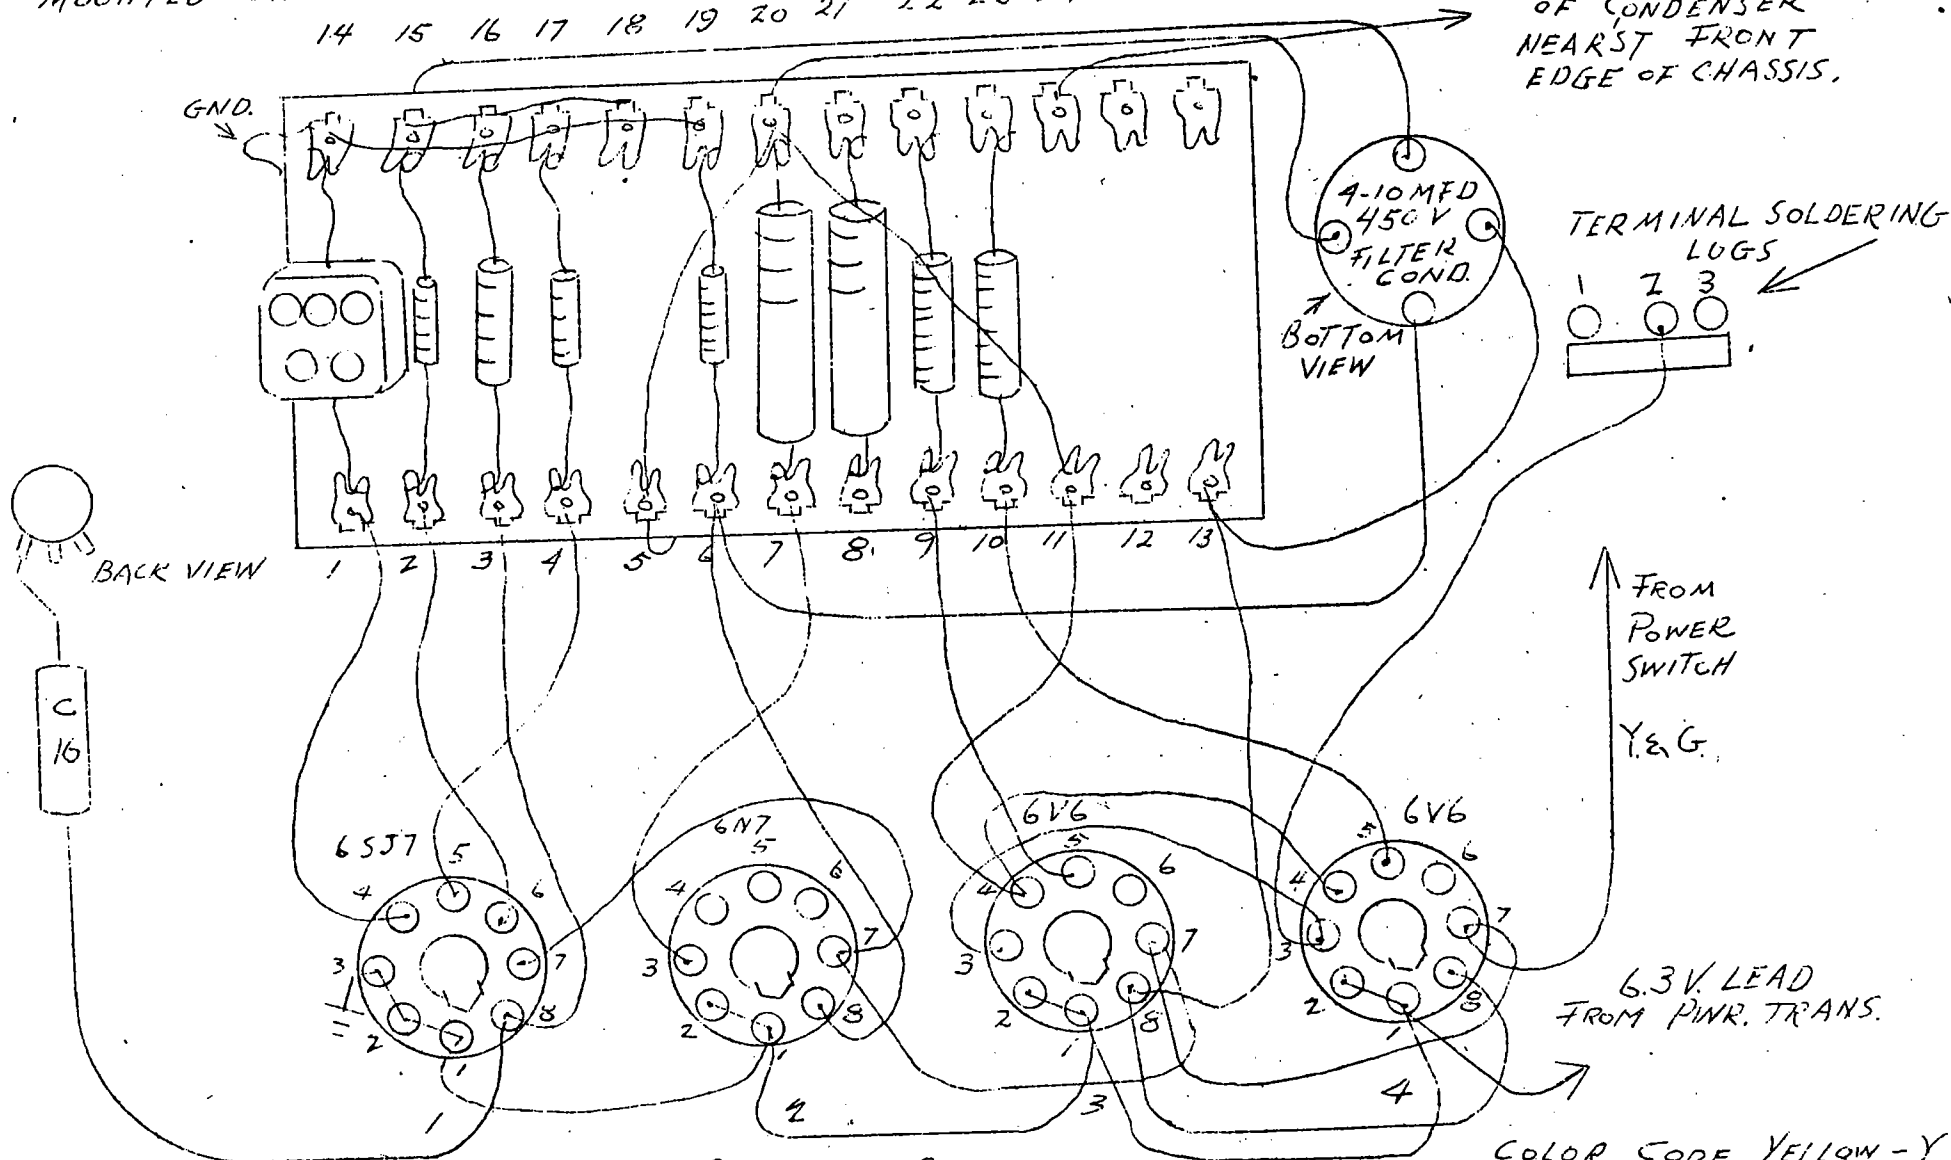 14 15 16 17 18 19 20 21
OF CONDENSER
NEAREST FRONT
EDGE OF CHASSIS.
GND.
4-10 MFD
450 V
FILTER
COND.
BOTTOM
VIEW
TERMINAL SOLDERING
LUGS
1 2 3
BACK VIEW
1 2 3 4 5 6 7 8 9 10 11 12 13
FROM
POWER
SWITCH
Y. & G.
C
16
6SJ7
5
4 6
3 7
2 8
1
6N7
5
4 6
3 7
2 8
1
6V6
5
4 6
3 7
2 8
1
6V6
5
4 6
3 7
2 8
1
6.3 V. LEAD
FROM PWR. TRANS.
1 2 3 4
COLOR CODE YELLOW - Y